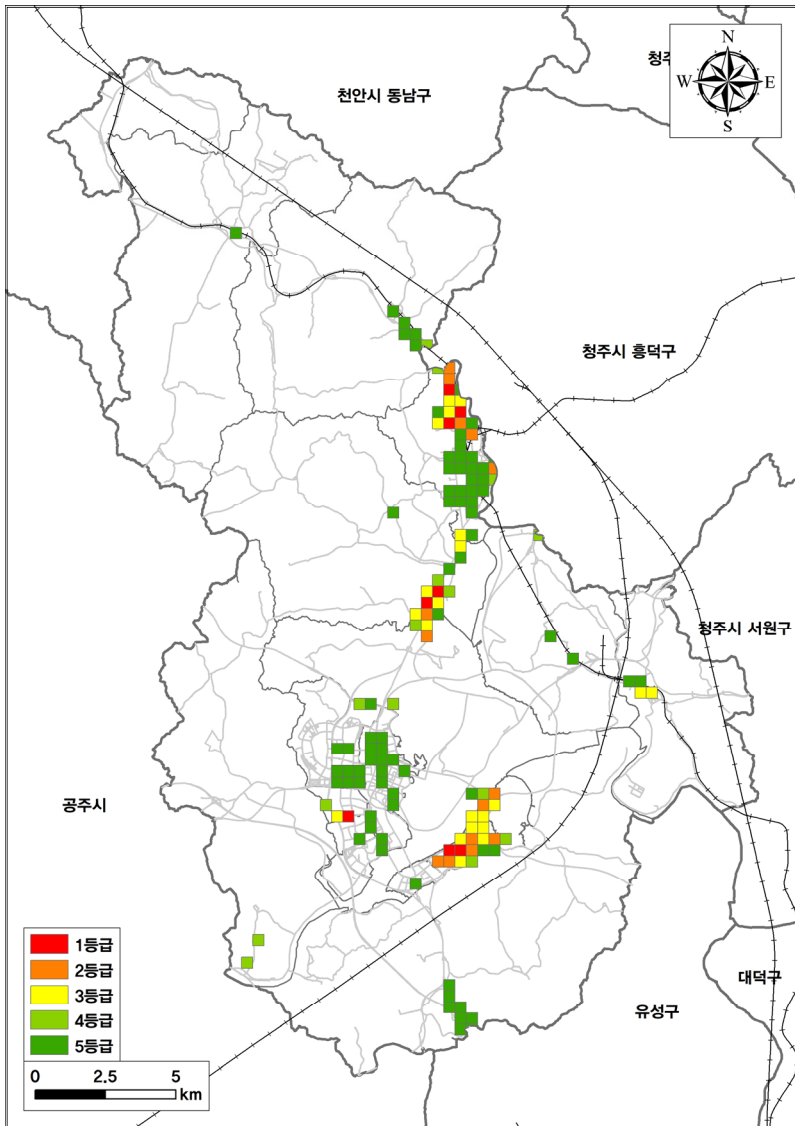 N
W E
S
청주
천안시 동남구
청주시 흥덕구
청주시 서원구
공주시
대덕구
유성구
1등급
2등급
3등급
4등급
5등급
0 2.5 5
km